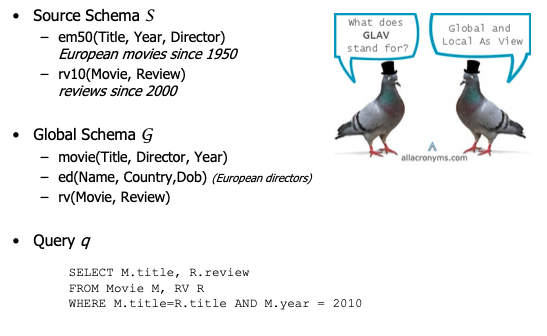 • Source Schema S
– em50(Title, Year, Director)
European movies since 1950
– rv10(Movie, Review)
reviews since 2000
• Global Schema G
– movie(Title, Director, Year)
– ed(Name, Country,Dob) (European directors)
– rv(Movie, Review)
• Query q
SELECT M.title, R.review
FROM Movie M, RV R
WHERE M.title=R.title AND M.year = 2010
What does
GLAV
stand for?
Global and
Local As View
allacronyms.com